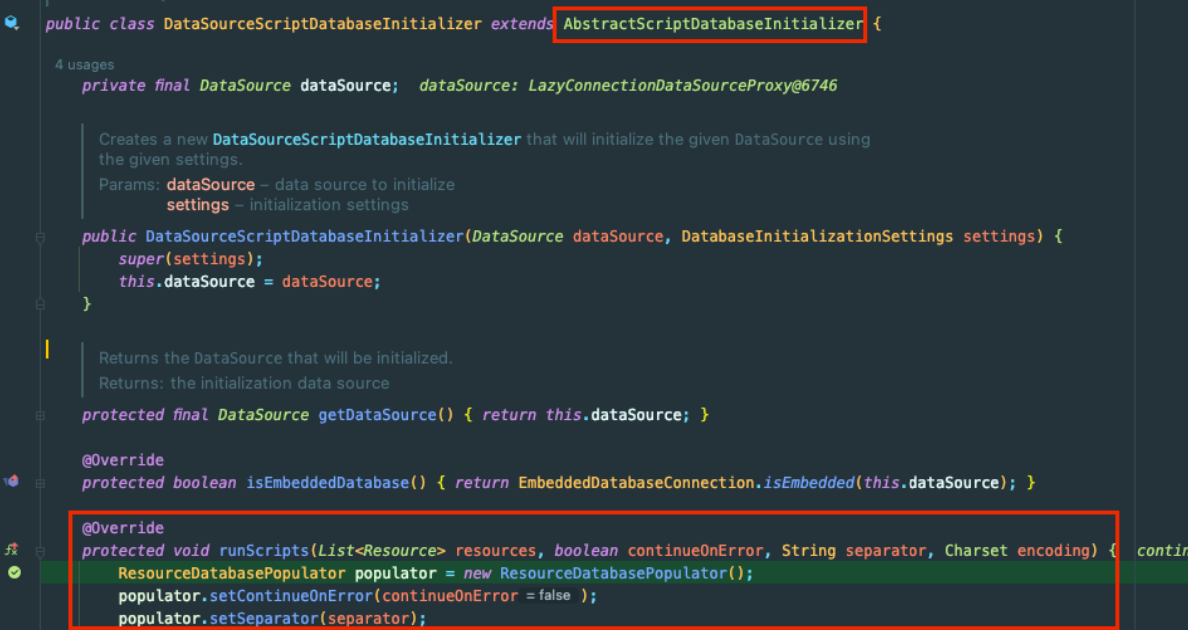 public class DataSourceScriptDatabaseInitializer extends AbstractScriptDatabaseInitializer {
4 usages
private final DataSource dataSource; dataSource: LazyConnectionDataSourceProxy@6746
Creates a new DataSourceScriptDatabaseInitializer that will initialize the given DataSource using
the given settings.
Params: dataSource – data source to initialize
settings – initialization settings
public DataSourceScriptDatabaseInitializer(DataSource dataSource, DatabaseInitializationSettings settings) {
super(settings);
this.dataSource = dataSource;
}
Returns the DataSource that will be initialized.
Returns: the initialization data source
protected final DataSource getDataSource() { return this.dataSource; }
@Override
protected boolean isEmbeddedDatabase() { return EmbeddedDatabaseConnection.isEmbedded(this.dataSource); }
@Override
protected void runScripts(List<Resource> resources, boolean continueOnError, String separator, Charset encoding) {
ResourceDatabasePopulator populator = new ResourceDatabasePopulator();
populator.setContinueOnError(continueOnError = false );
populator.setSeparator(separator);